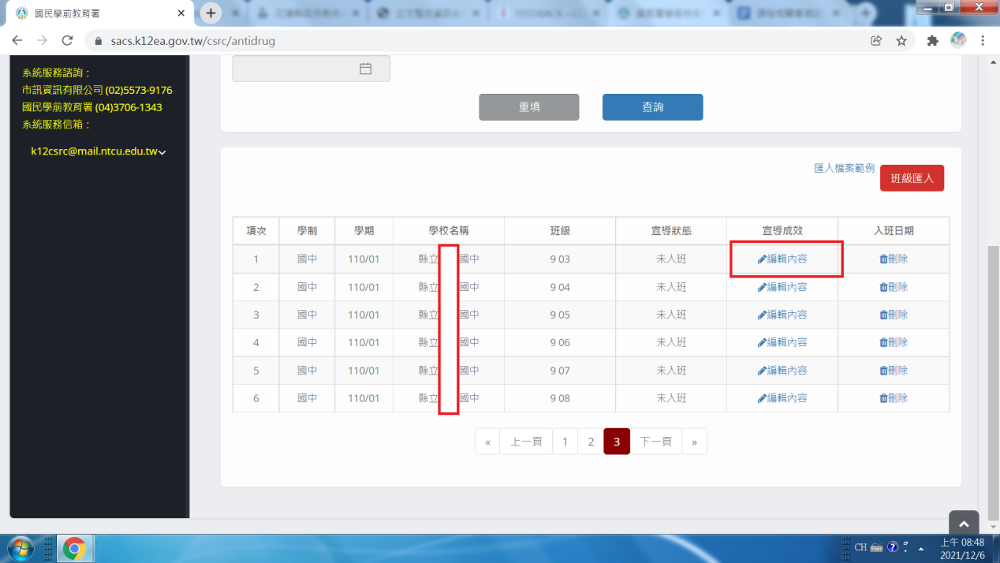 國民學前教育署
sacs.k12ea.gov.tw/csrc/antidrug
系統服務諮詢：
市訊資訊有限公司 (02)5573-9176
國民學前教育署 (04)3706-1343
系統服務信箱：
k12csrc@mail.ntcu.edu.tw
重填 查詢
匯入檔案範例 班級匯入
項次 學制 學期 學校名稱 班級 宣導狀態 宣導成效 入班日期
1 國中 110/01 縣立 國中 9 03 未入班 編輯內容 刪除
2 國中 110/01 縣立 國中 9 04 未入班 編輯內容 刪除
3 國中 110/01 縣立 國中 9 05 未入班 編輯內容 刪除
4 國中 110/01 縣立 國中 9 06 未入班 編輯內容 刪除
5 國中 110/01 縣立 國中 9 07 未入班 編輯內容 刪除
6 國中 110/01 縣立 國中 9 08 未入班 編輯內容 刪除
« 上一頁 1 2 3 下一頁 »
CH 上午 08:48
2021/12/6